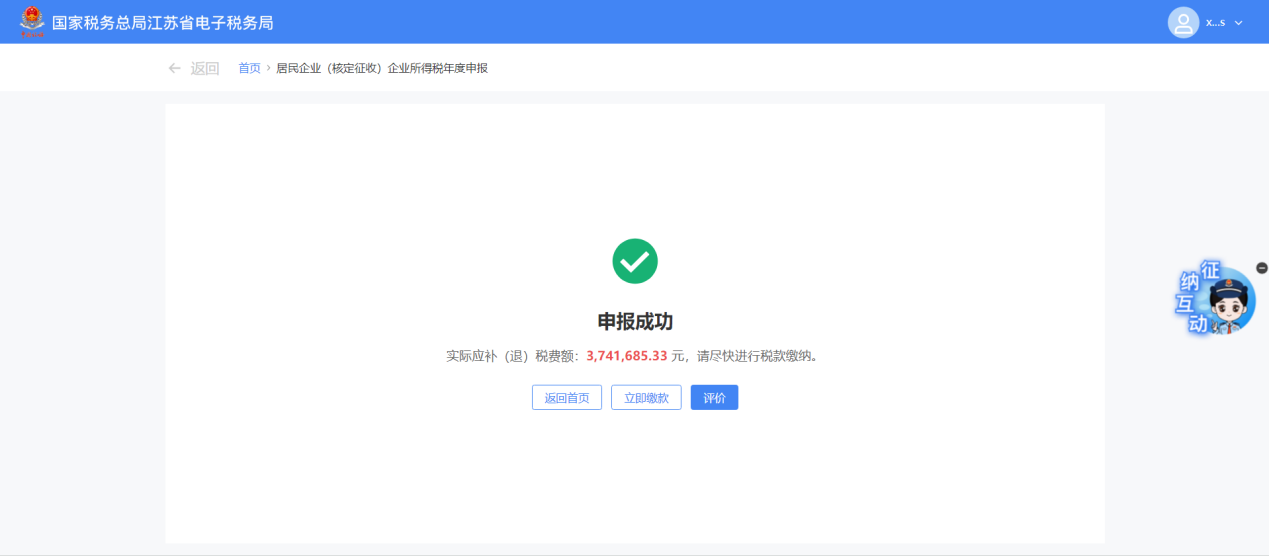 国家税务总局江苏省电子税务局
x...s
返回 首页 › 居民企业（核定征收）企业所得税年度申报
征
纳
互
动
申报成功
实际应补（退）税费额：3,741,685.33 元，请尽快进行税款缴纳。
返回首页 立即缴款 评价